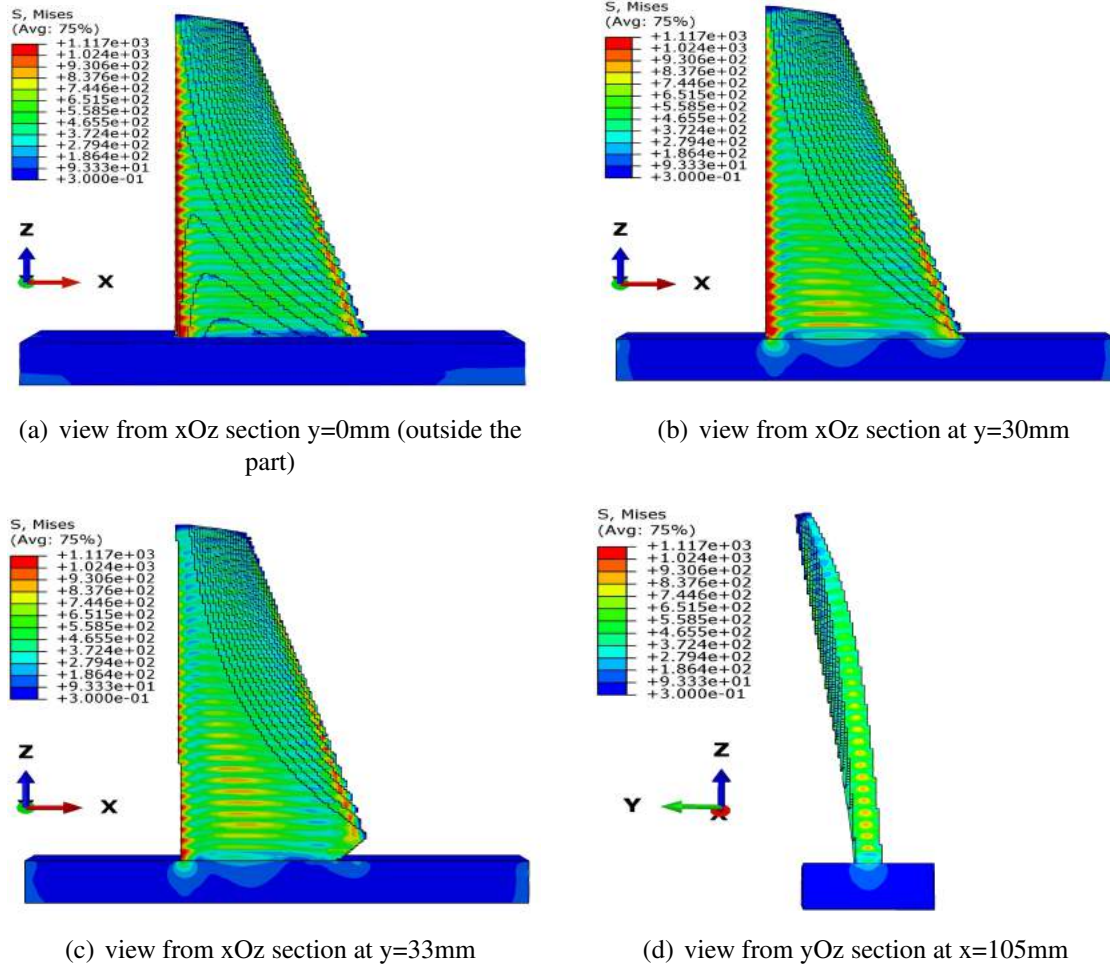 S, Mises
(Avg: 75%)
+1.117e+03
+1.024e+03
+9.306e+02
+8.376e+02
+7.446e+02
+6.515e+02
+5.585e+02
+4.655e+02
+3.724e+02
+2.794e+02
+1.864e+02
+9.333e+01
+3.000e-01
Z
X
(a) view from xOz section y=0mm (outside the
part)
S, Mises
(Avg: 75%)
+1.117e+03
+1.024e+03
+9.306e+02
+8.376e+02
+7.446e+02
+6.515e+02
+5.585e+02
+4.655e+02
+3.724e+02
+2.794e+02
+1.864e+02
+9.333e+01
+3.000e-01
Z
X
(b) view from xOz section at y=30mm
S, Mises
(Avg: 75%)
+1.117e+03
+1.024e+03
+9.306e+02
+8.376e+02
+7.446e+02
+6.515e+02
+5.585e+02
+4.655e+02
+3.724e+02
+2.794e+02
+1.864e+02
+9.333e+01
+3.000e-01
Z
X
(c) view from xOz section at y=33mm
S, Mises
(Avg: 75%)
+1.117e+03
+1.024e+03
+9.306e+02
+8.376e+02
+7.446e+02
+6.515e+02
+5.585e+02
+4.655e+02
+3.724e+02
+2.794e+02
+1.864e+02
+9.333e+01
+3.000e-01
Z
Y
X
(d) view from yOz section at x=105mm